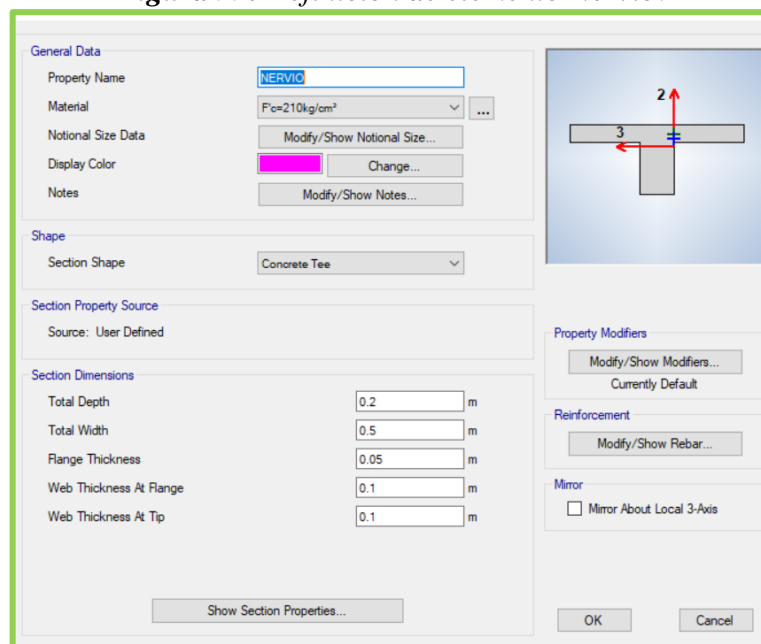 General Data
Property Name NERVIO
Material F'c=210kg/cm² ...
Notional Size Data Modify/Show Notional Size...
Display Color Change...
Notes Modify/Show Notes...
2
3
Shape
Section Shape Concrete Tee
Section Property Source
Source: User Defined
Property Modifiers
Modify/Show Modifiers...
Currently Default
Section Dimensions
Total Depth 0.2 m
Total Width 0.5 m
Flange Thickness 0.05 m
Web Thickness At Flange 0.1 m
Web Thickness At Tip 0.1 m
Reinforcement
Modify/Show Rebar...
Mirror
Mirror About Local 3-Axis
Show Section Properties...
OK Cancel